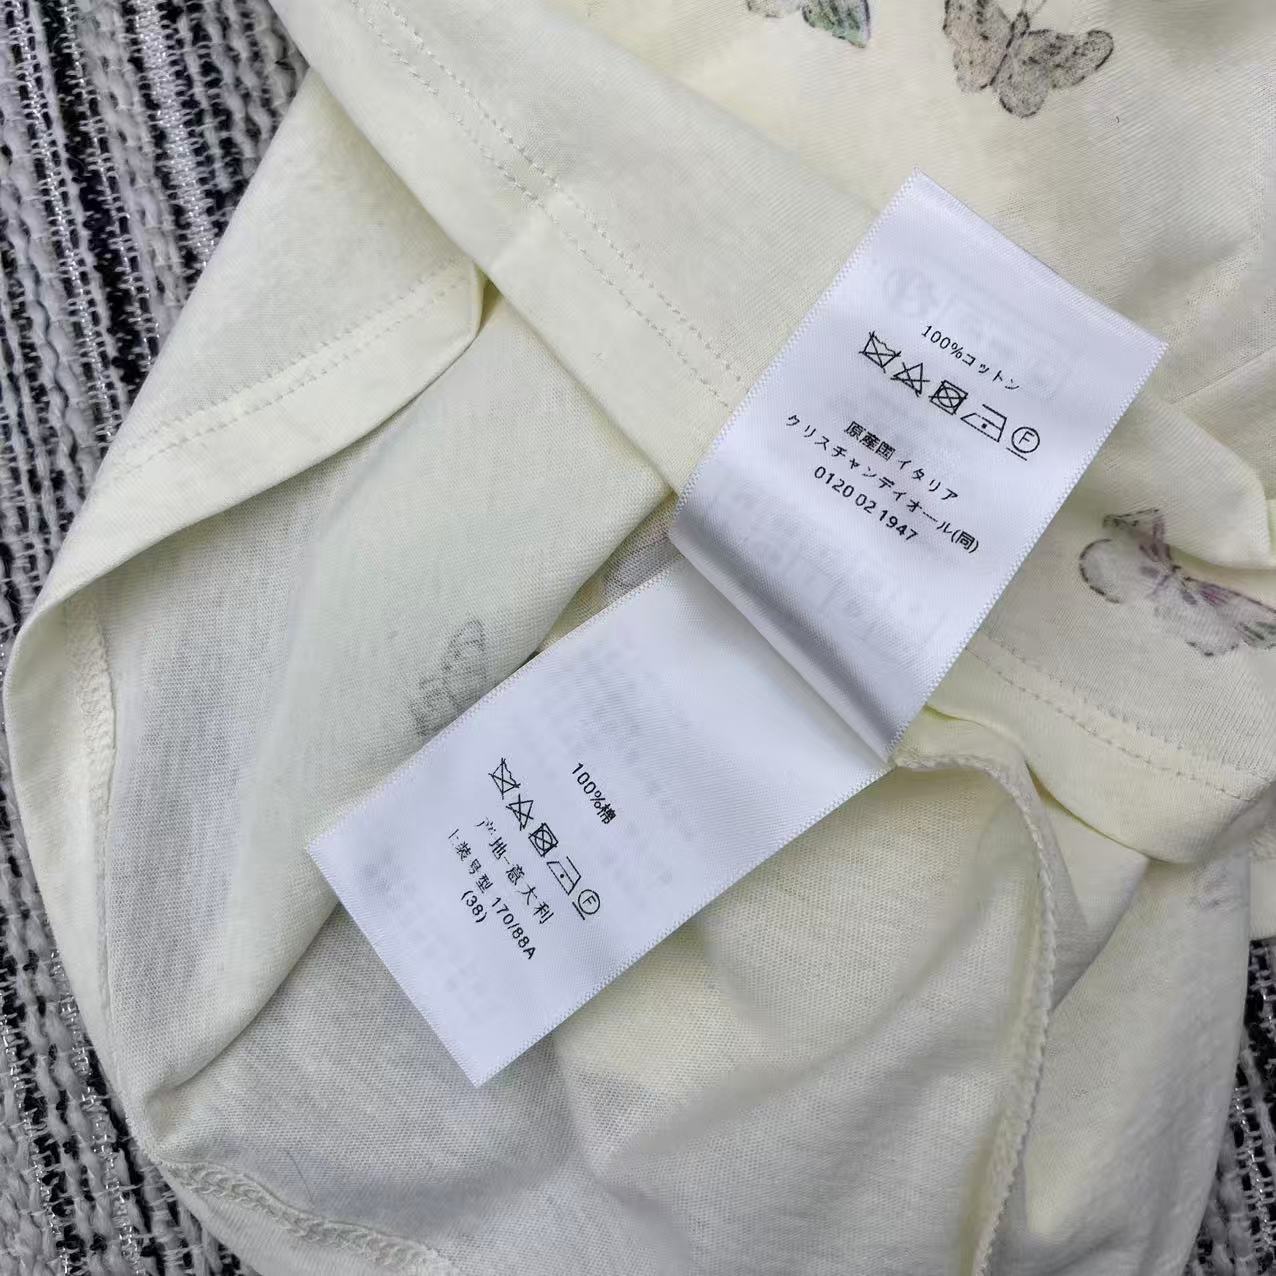 100%コットン
原産国 イタリア
クリスチャンディオール(同)
0120 02 1947
100%棉
产地-意大利
上装号型 170/88A
(38)